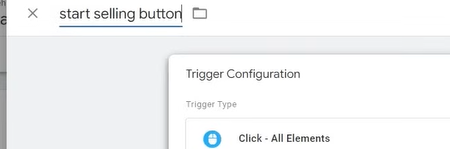 start selling button
Trigger Configuration
Trigger Type
Click - All Elements